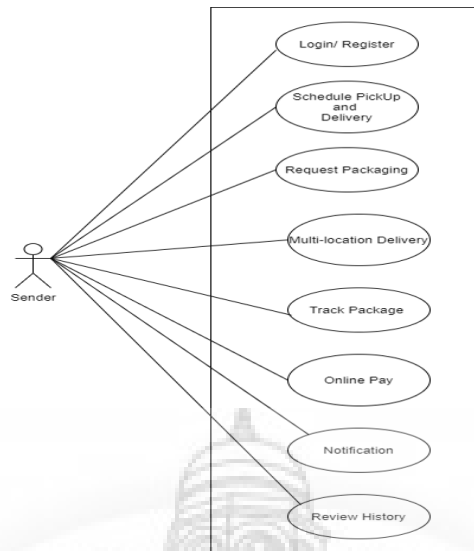 Login/ Register
Schedule PickUp
and
Delivery
Request Packaging
Multi-location Delivery
Sender
Track Package
Online Pay
Notification
Review History